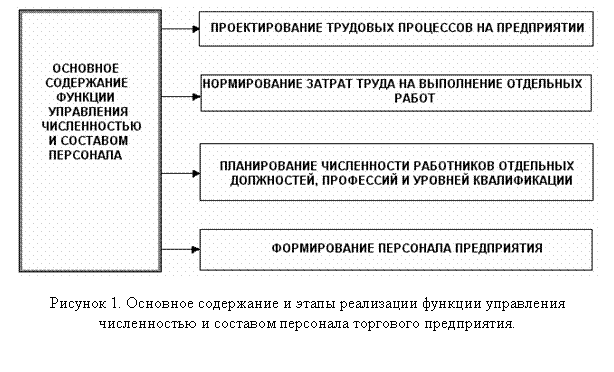 ОСНОВНОЕ
СОДЕРЖАНИЕ
ФУНКЦИИ
УПРАВЛЕНИЯ
ЧИСЛЕННОСТЬЮ
И СОСТАВОМ
ПЕРСОНАЛА
ПРОЕКТИРОВАНИЕ ТРУДОВЫХ ПРОЦЕССОВ НА ПРЕДПРИЯТИИ
НОРМИРОВАНИЕ ЗАТРАТ ТРУДА НА ВЫПОЛНЕНИЕ ОТДЕЛЬНЫХ
РАБОТ
ПЛАНИРОВАНИЕ ЧИСЛЕННОСТИ РАБОТНИКОВ ОТДЕЛЬНЫХ
ДОЛЖНОСТЕЙ, ПРОФЕССИЙ И УРОВНЕЙ КВАЛИФИКАЦИИ
ФОРМИРОВАНИЕ ПЕРСОНАЛА ПРЕДПРИЯТИЯ
Рисунок 1. Основное содержание и этапы реализации функции управления
численностью и составом персонала торгового предприятия.